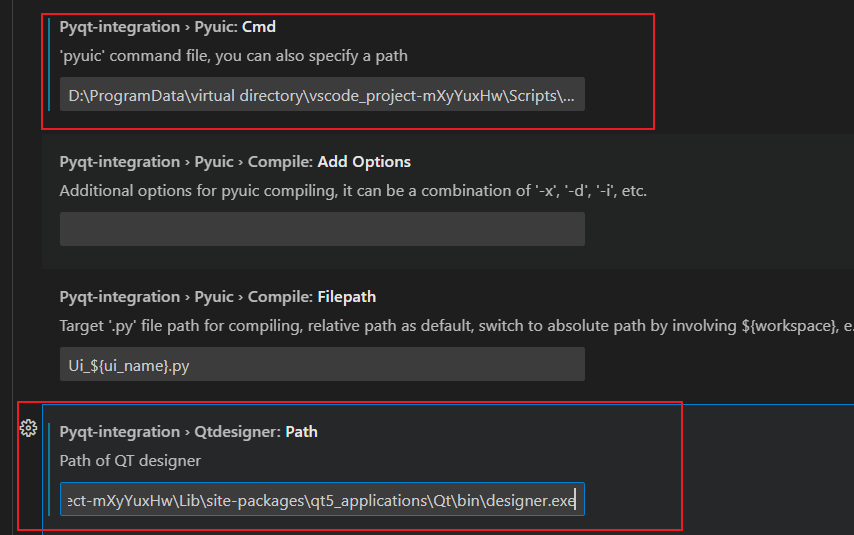 Pyqt-integration › Pyuic: Cmd
'pyuic' command file, you can also specify a path
D:\ProgramData\virtual directory\vscode_project-mXyYuxHw\Scripts\...
Pyqt-integration › Pyuic › Compile: Add Options
Additional options for pyuic compiling, it can be a combination of '-x', '-d', '-i', etc.
Pyqt-integration › Pyuic › Compile: Filepath
Target '.py' file path for compiling, relative path as default, switch to absolute path by involving ${workspace}, e.
Ui_${ui_name}.py
Pyqt-integration › Qtdesigner: Path
Path of QT designer
ect-mXyYuxHw\Lib\site-packages\qt5_applications\Qt\bin\designer.exe